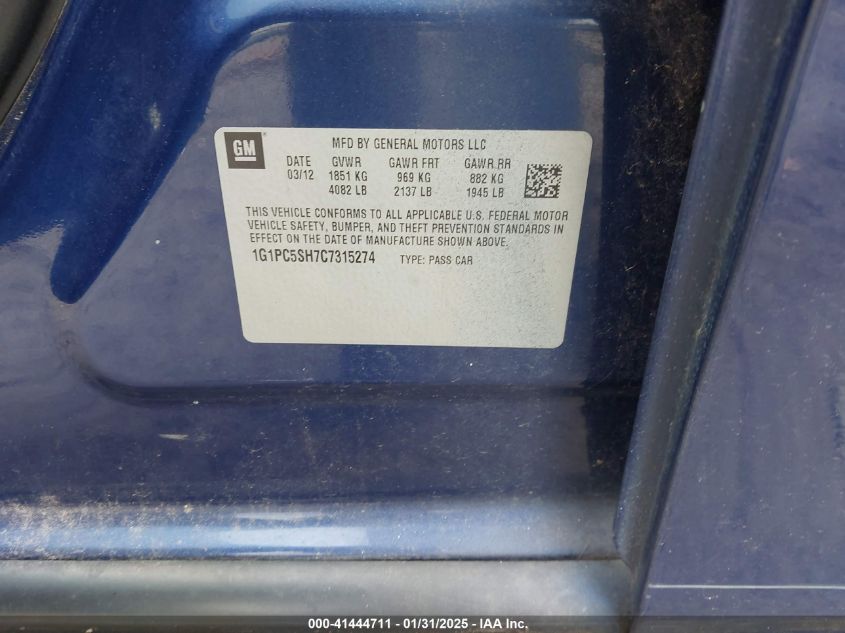 GM
MFD BY GENERAL MOTORS LLC
DATE GVWR GAWR FRT GAWR RR
03/12 1851 KG 969 KG 882 KG
4082 LB 2137 LB 1945 LB
THIS VEHICLE CONFORMS TO ALL APPLICABLE U.S. FEDERAL MOTOR
VEHICLE SAFETY, BUMPER, AND THEFT PREVENTION STANDARDS IN
EFFECT ON THE DATE OF MANUFACTURE SHOWN ABOVE.
1G1PC5SH7C7315274 TYPE: PASS CAR
000-41444711 - 01/31/2025 - IAA Inc.